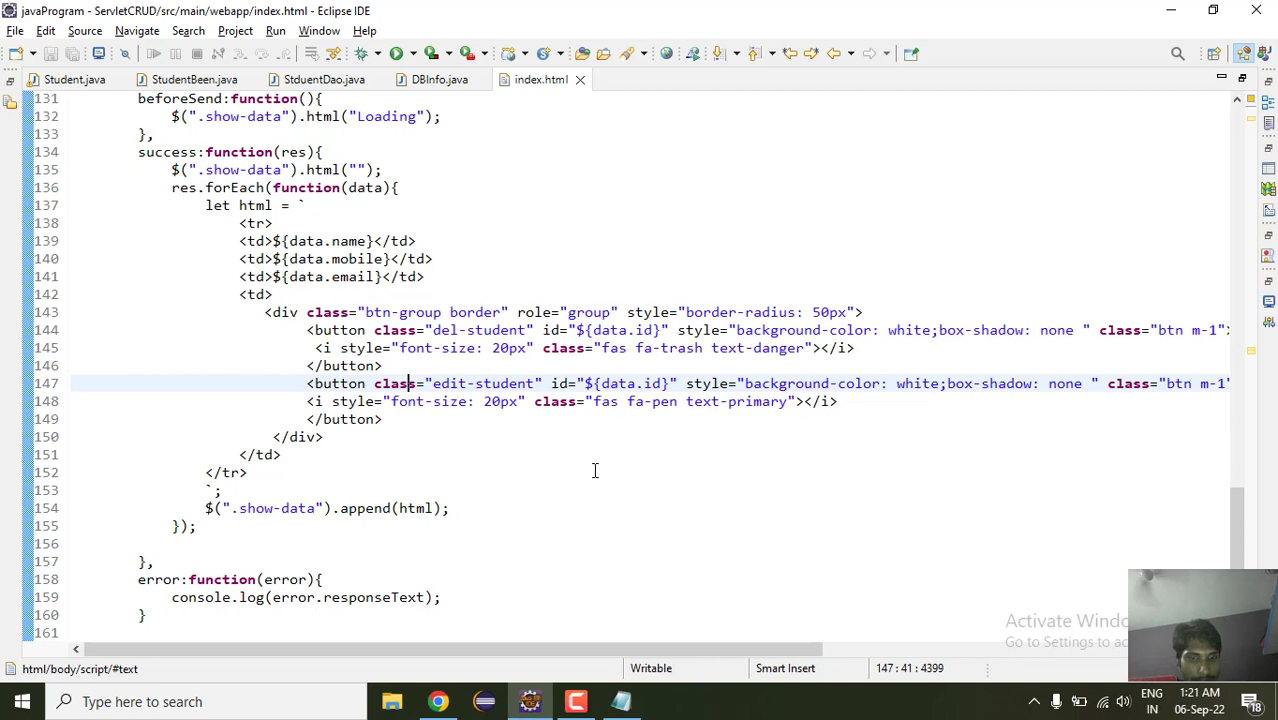 javaProgram - ServletCRUD/src/main/webapp/index.html - Eclipse IDE
File Edit Source Navigate Search Project Run Window Help
Student.java StudentBeen.java StduentDao.java DBInfo.java index.html
131 beforeSend:function(){
132 $(".show-data").html("Loading");
133 },
134 success:function(res){
135 $(".show-data").html("");
136 res.forEach(function(data){
137 let html = `
138 <tr>
139 <td>${data.name}</td>
140 <td>${data.mobile}</td>
141 <td>${data.email}</td>
142 <td>
143 <div class="btn-group border" role="group" style="border-radius: 50px">
144 <button class="del-student" id="${data.id}" style="background-color: white;box-shadow: none " class="btn m-1">
145 <i style="font-size: 20px" class="fas fa-trash text-danger"></i>
146 </button>
147 <button class="edit-student" id="${data.id}" style="background-color: white;box-shadow: none " class="btn m-1"
148 <i style="font-size: 20px" class="fas fa-pen text-primary"></i>
149 </button>
150 </div>
151 </td>
152 </tr>
153 `;
154 $(".show-data").append(html);
155 });
156
157 },
158 error:function(error){
159 console.log(error.responseText);
160 }
161
Activate Windo
Go to Settings to ac
html/body/script/#text Writable Smart Insert 147 : 41 : 4399
Type here to search
ENG
IN
1:21 AM
06-Sep-22
18